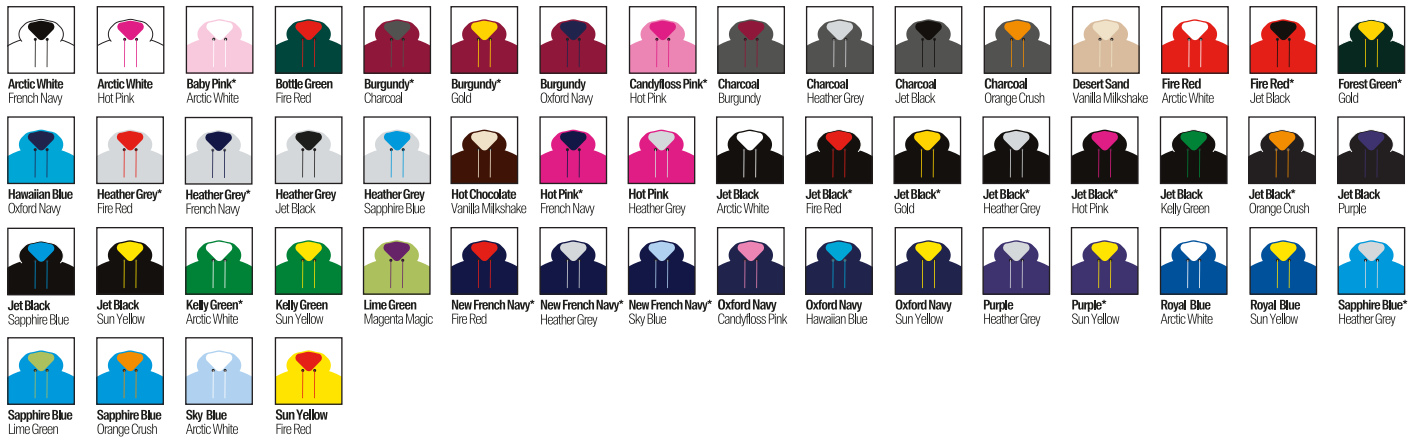 Arctic White
French Navy
Arctic White
Hot Pink
Baby Pink*
Arctic White
Bottle Green
Fire Red
Burgundy*
Charcoal
Burgundy*
Gold
Burgundy
Oxford Navy
Candyfloss Pink*
Hot Pink
Charcoal
Burgundy
Charcoal
Heather Grey
Charcoal
Jet Black
Charcoal
Orange Crush
Desert Sand
Vanilla Milkshake
Fire Red
Arctic White
Fire Red*
Jet Black
Forest Green*
Gold
Hawaiian Blue
Oxford Navy
Heather Grey*
Fire Red
Heather Grey*
French Navy
Heather Grey
Jet Black
Heather Grey
Sapphire Blue
Hot Chocolate
Vanilla Milkshake
Hot Pink*
French Navy
Hot Pink
Heather Grey
Jet Black
Arctic White
Jet Black*
Fire Red
Jet Black*
Gold
Jet Black*
Heather Grey
Jet Black*
Hot Pink
Jet Black
Kelly Green
Jet Black*
Orange Crush
Jet Black
Purple
Jet Black
Sapphire Blue
Jet Black
Sun Yellow
Kelly Green*
Arctic White
Kelly Green
Sun Yellow
Lime Green
Magenta Magic
New French Navy*
Fire Red
New French Navy*
Heather Grey
New French Navy*
Sky Blue
Oxford Navy
Candyfloss Pink
Oxford Navy
Hawaiian Blue
Oxford Navy
Sun Yellow
Purple
Heather Grey
Purple*
Sun Yellow
Royal Blue
Arctic White
Royal Blue
Sun Yellow
Sapphire Blue*
Heather Grey
Sapphire Blue
Lime Green
Sapphire Blue
Orange Crush
Sky Blue
Arctic White
Sun Yellow
Fire Red